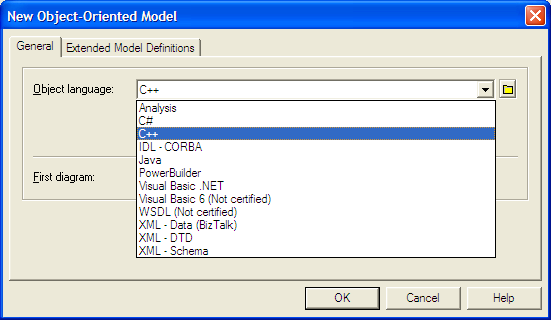 New Object-Oriented Model
General
Extended Model Definitions
Object language:
C++
Analysis
C#
C++
IDL - CORBA
Java
PowerBuilder
Visual Basic .NET
Visual Basic 6 (Not certified)
WSDL (Not certified)
XML - Data (BizTalk)
XML - DTD
XML - Schema
First diagram:
OK
Cancel
Help